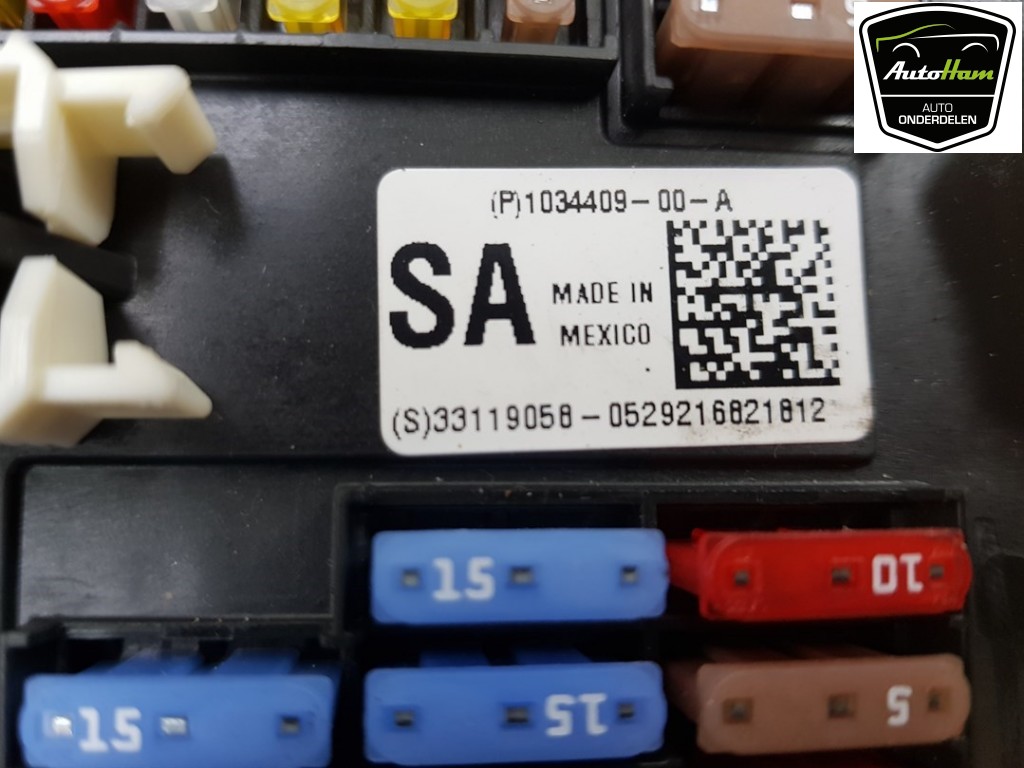 AutoHam
AUTO
ONDERDELEN
(P)1034409-00-A
SA
MADE IN
MEXICO
(S)33119058-0529216821812
15
10
15
15
5